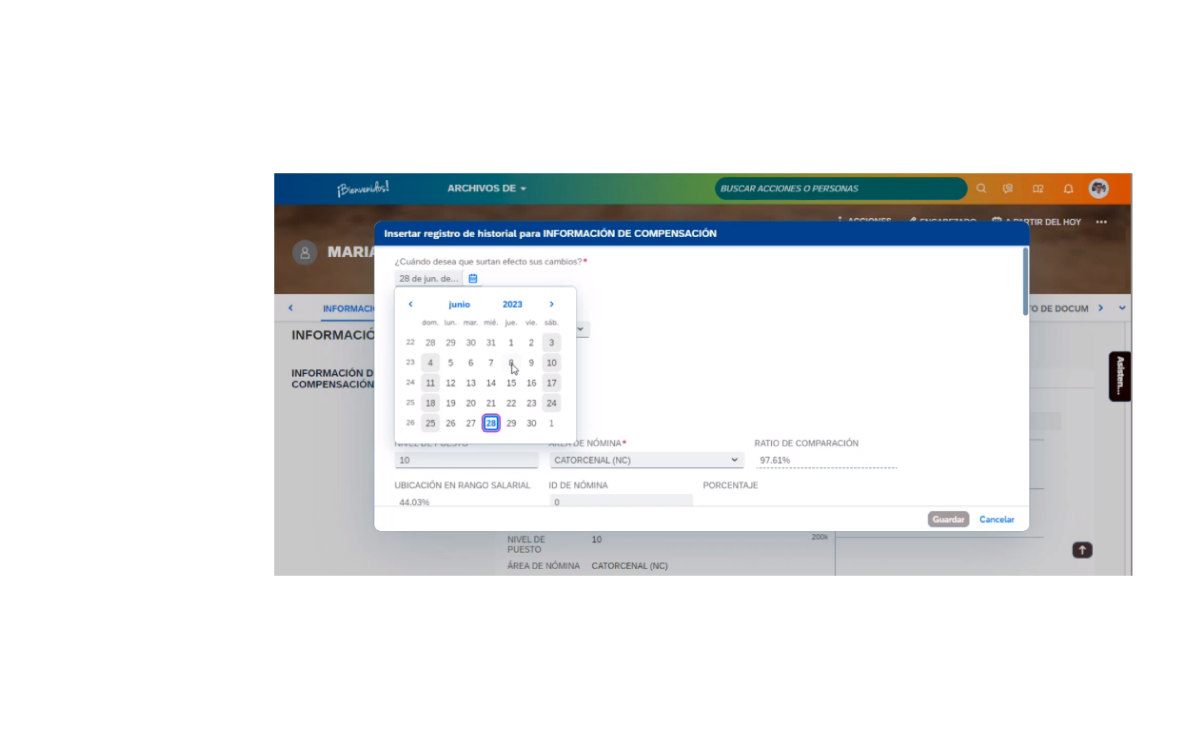 ¡Bienvenidos!
ARCHIVOS DE
BUSCAR ACCIONES O PERSONAS
ACCIONES
ENCABEZADO
A PARTIR DEL HOY
Insertar registro de historial para INFORMACIÓN DE COMPENSACIÓN
MARIA
¿Cuándo desea que surtan efecto sus cambios?*
28 de jun. de...
INFORMACI
O DE DOCUM
INFORMACIÓ
INFORMACIÓN D
COMPENSACIÓN
junio 2023
dom. lun. mar. mié. jue. vie. sáb.
22 28 29 30 31 1 2 3
23 4 5 6 7 8 9 10
24 11 12 13 14 15 16 17
25 18 19 20 21 22 23 24
26 25 26 27 28 29 30 1
Asisten...
NIVEL DE PUESTO
ÁREA DE NÓMINA*
RATIO DE COMPARACIÓN
10
CATORCENAL (NC)
97.61%
UBICACIÓN EN RANGO SALARIAL
ID DE NÓMINA
PORCENTAJE
44.03%
0
Guardar
Cancelar
NIVEL DE
PUESTO
10
200k
ÁREA DE NÓMINA CATORCENAL (NC)